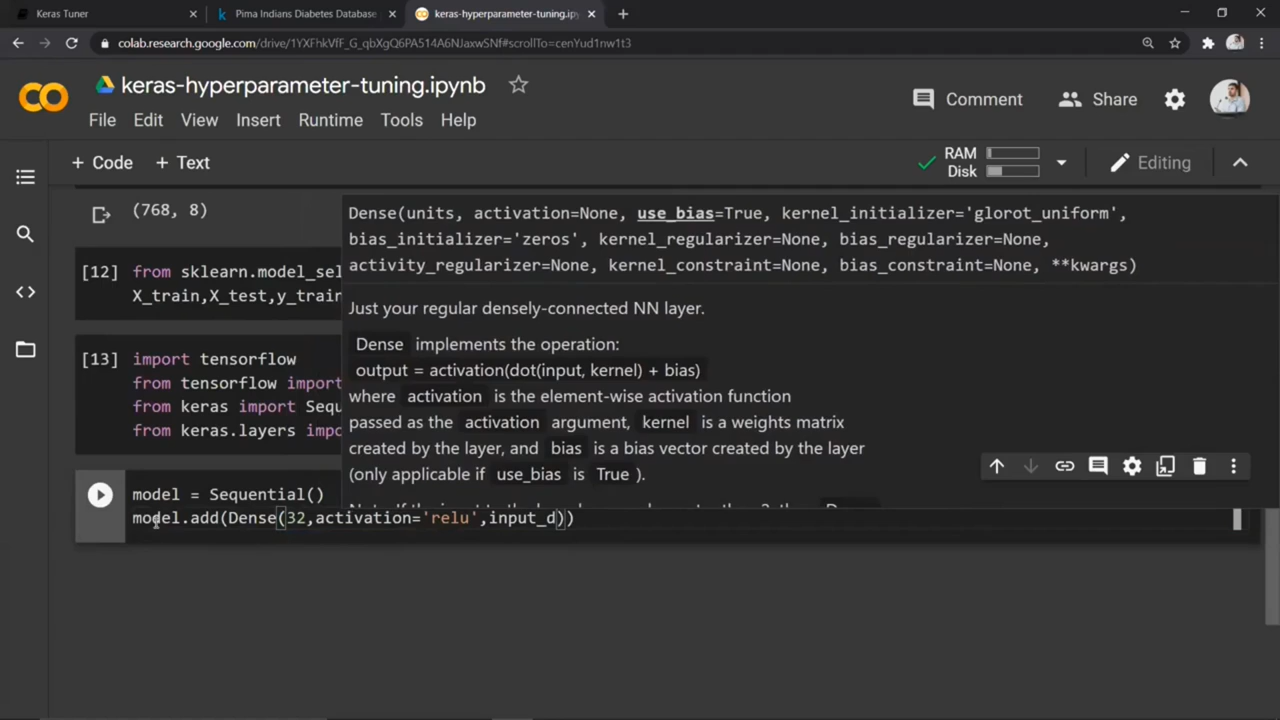 Keras Tuner
Pima Indians Diabetes Database
keras-hyperparameter-tuning.ipynb
colab.research.google.com/drive/1YXFhkVfF_G_qbXgQ6PA514A6NJaxwSNf#scrollTo=cenYud1nw1t3
CO
keras-hyperparameter-tuning.ipynb
Comment
Share
File Edit View Insert Runtime Tools Help
+ Code + Text
RAM
Disk
Editing
(768, 8)
Dense(units, activation=None, use_bias=True, kernel_initializer='glorot_uniform',
bias_initializer='zeros', kernel_regularizer=None, bias_regularizer=None,
activity_regularizer=None, kernel_constraint=None, bias_constraint=None, **kwargs)
[12] from sklearn.model_sel
X_train,X_test,y_train
Just your regular densely-connected NN layer.
Dense implements the operation:
output = activation(dot(input, kernel) + bias)
where activation is the element-wise activation function
passed as the activation argument, kernel is a weights matrix
created by the layer, and bias is a bias vector created by the layer
(only applicable if use_bias is True ).
[13] import tensorflow
from tensorflow import
from keras import Sequ
from keras.layers impo
model = Sequential()
model.add(Dense(32,activation='relu',input_d))